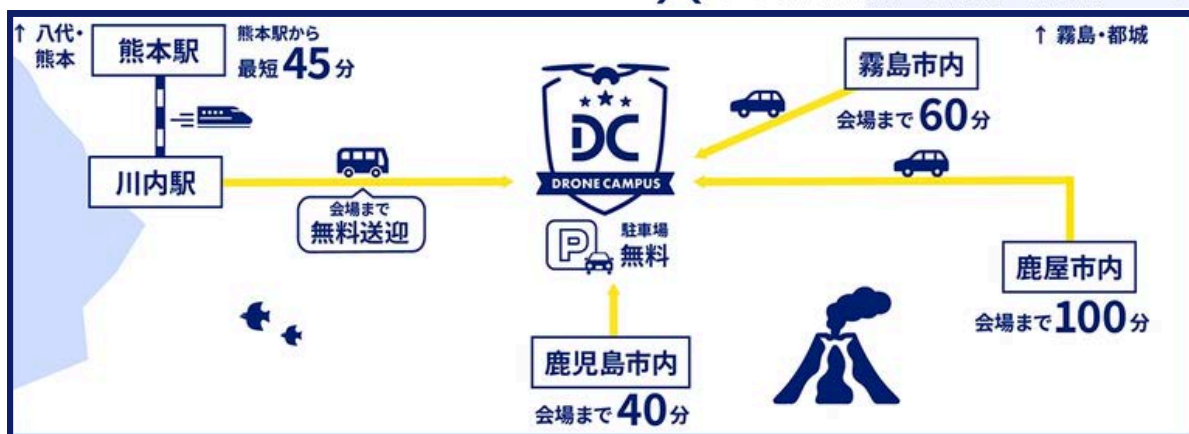 ↑ 八代・
熊本
熊本駅
熊本駅から
最短45分
川内駅
会場まで
無料送迎
DC
DRONE CAMPUS
P
駐車場
無料
↑ 霧島・都城
霧島市内
会場まで60分
鹿屋市内
会場まで100分
鹿児島市内
会場まで40分